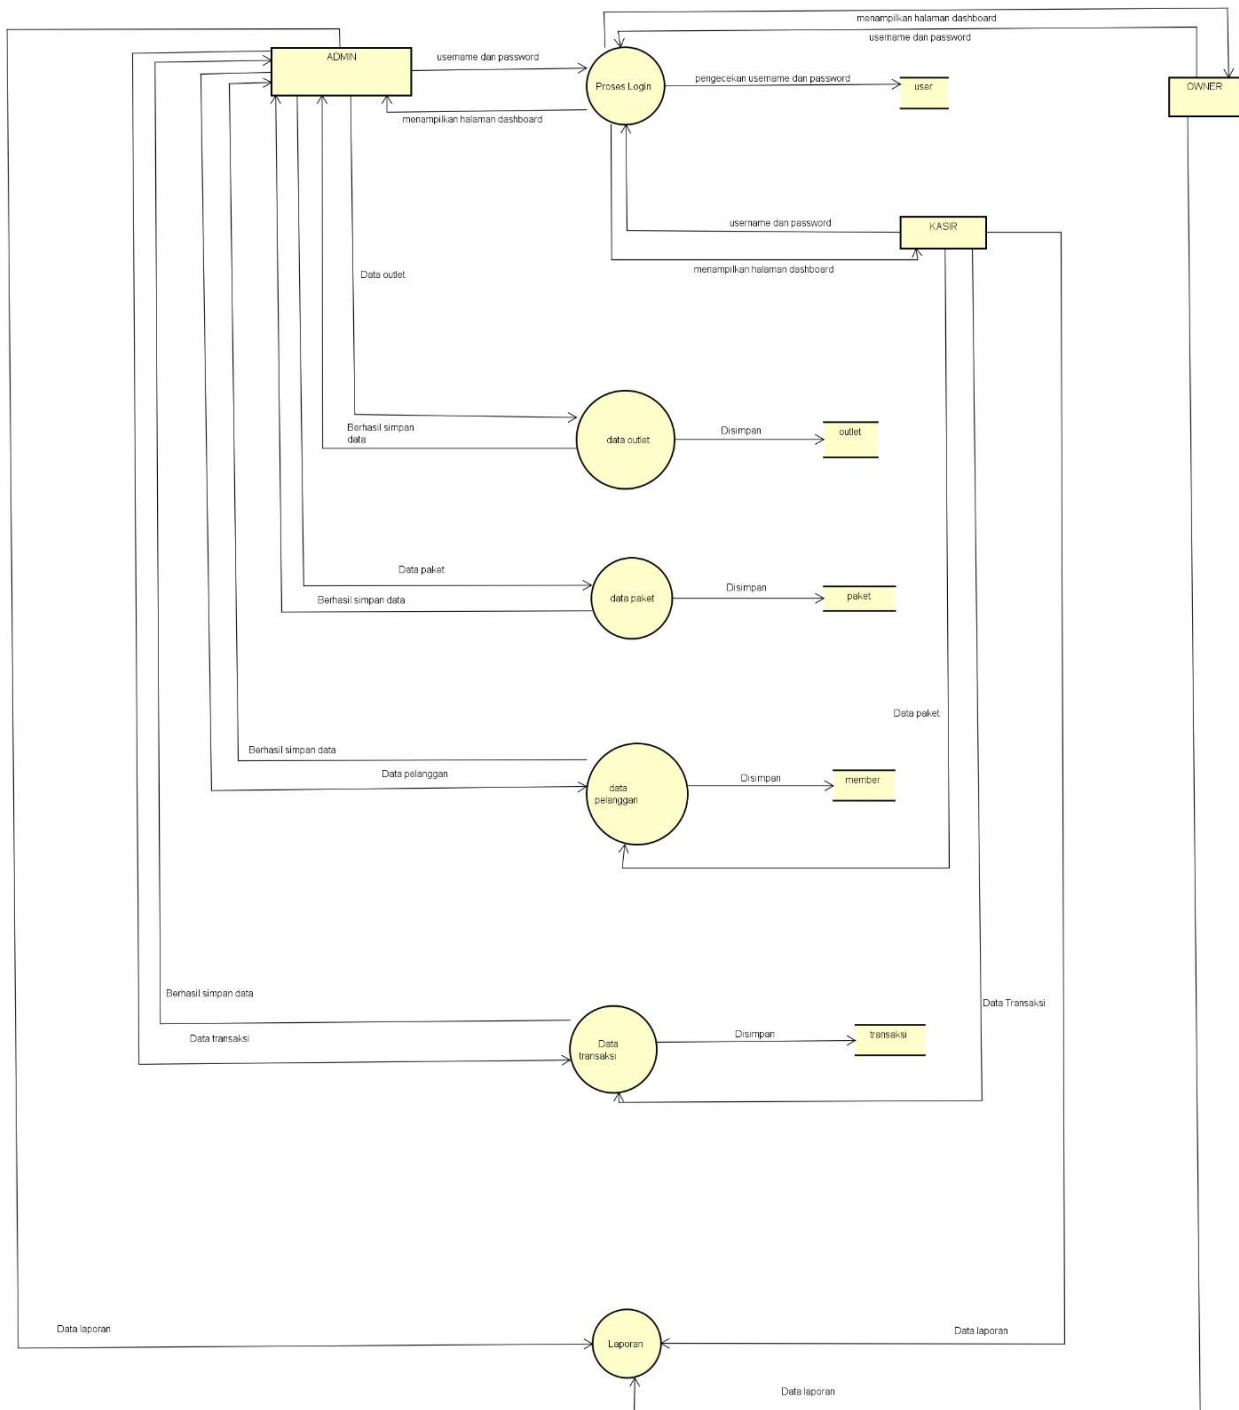 menampilkan halaman dashboard
username dan password
ADMIN
username dan password
Proses Login
pengecekan username dan password
user
OWNER
menampilkan halaman dashboard
username dan password
KASIR
menampilkan halaman dashboard
Data outlet
Berhasil simpan
data
data outlet
Disimpan
outlet
Data paket
Berhasil simpan data
data paket
Disimpan
paket
Data paket
Berhasil simpan data
Data pelanggan
data
pelanggan
Disimpan
member
Berhasil simpan data
Data transaksi
Data
transaksi
Disimpan
transaksi
Data Transaksi
Data laporan
Laporan
Data laporan
Data laporan